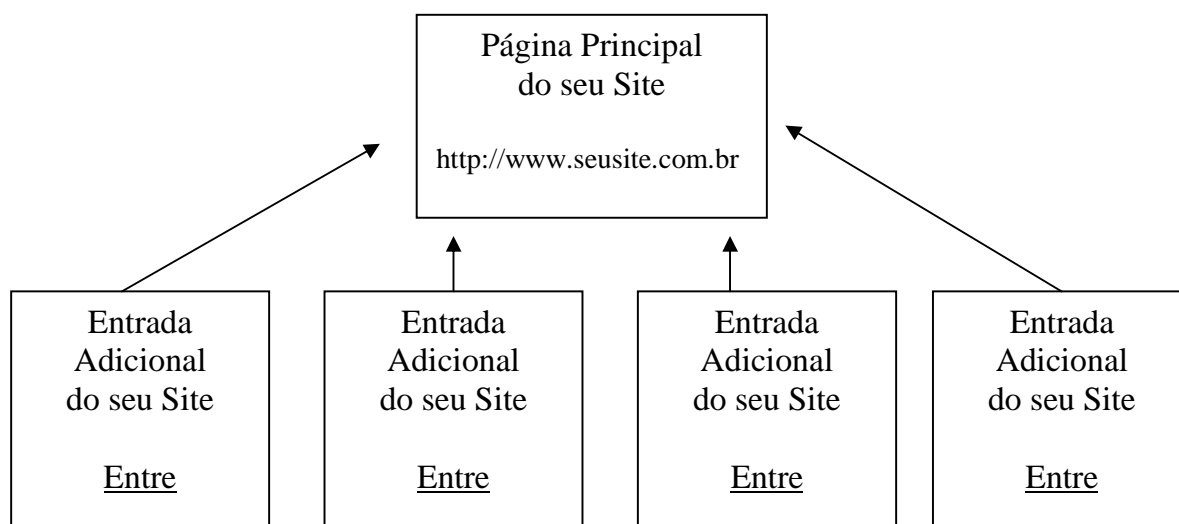 Página Principal
do seu Site
http://www.seusite.com.br
Entrada
Adicional
do seu Site
Entre
Entrada
Adicional
do seu Site
Entre
Entrada
Adicional
do seu Site
Entre
Entrada
Adicional
do seu Site
Entre